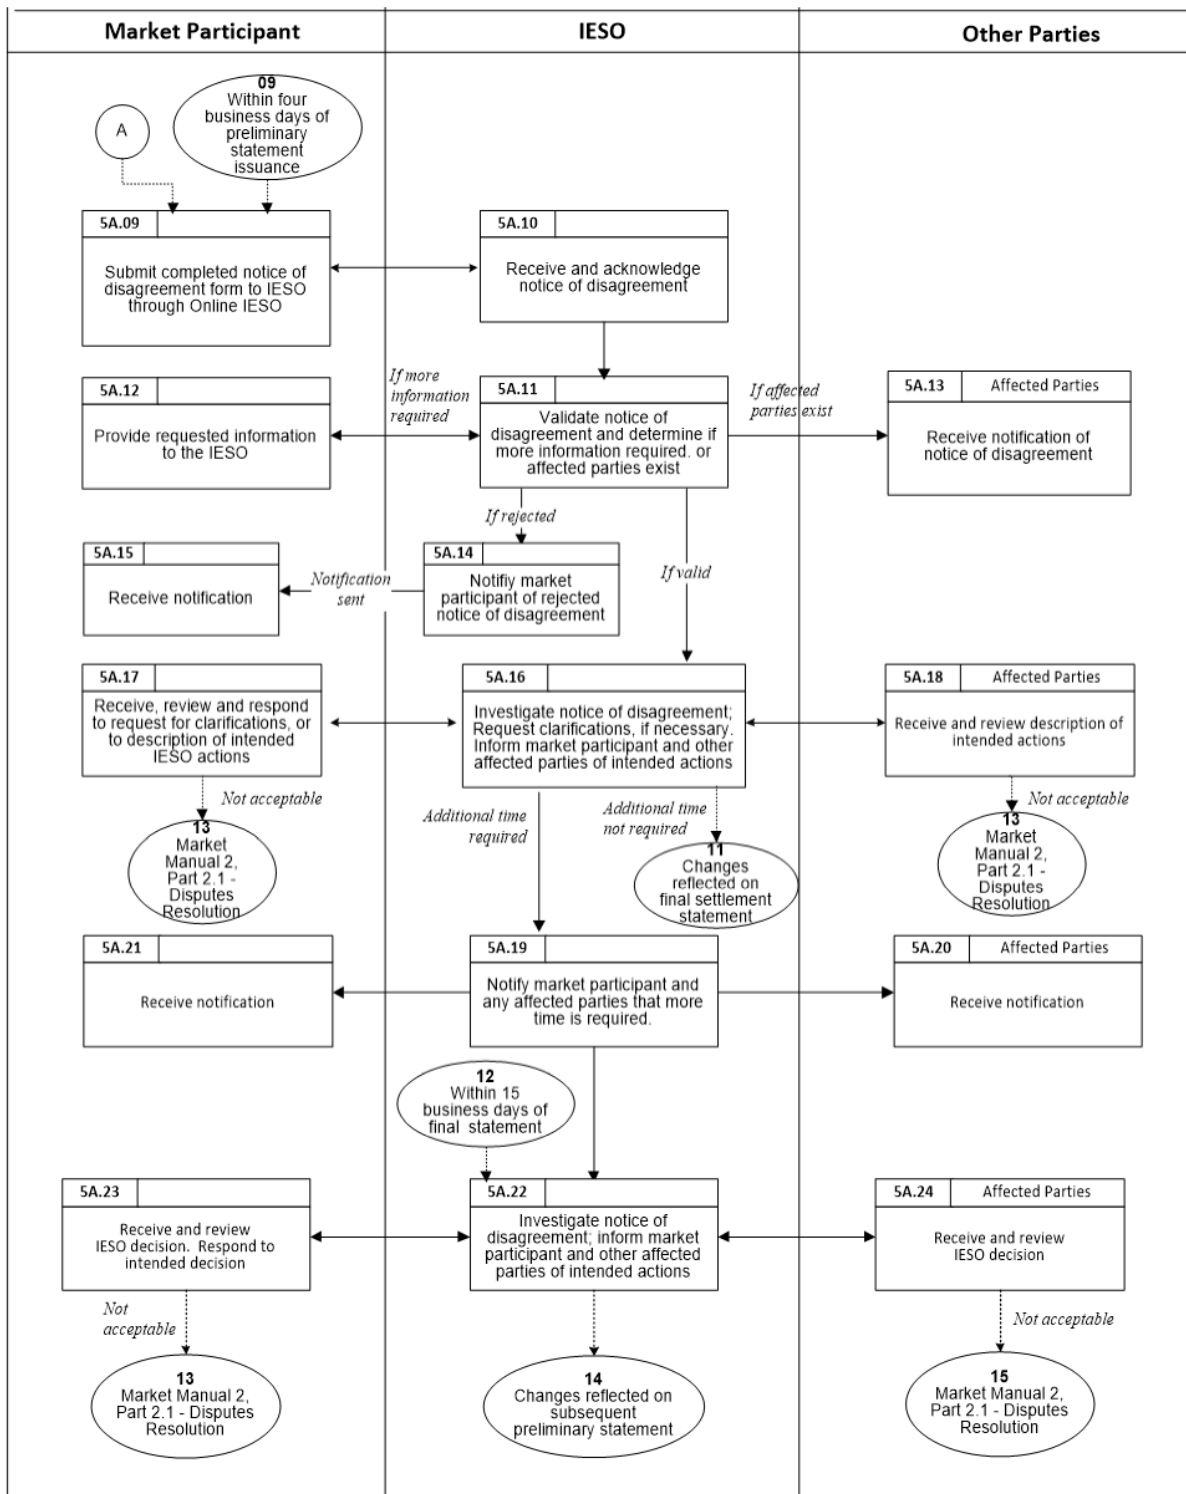 Market Participant
IESO
Other Parties
A
09
Within four
business days of
preliminary
statement
issuance
5A.09
Submit completed notice of
disagreement form to IESO
through Online IESO
5A.10
Receive and acknowledge
notice of disagreement
5A.12
Provide requested information
to the IESO
If more
information
required
5A.11
Validate notice of
disagreement and determine if
more information required. or
affected parties exist
If affected
parties exist
5A.13
Affected Parties
Receive notification of
notice of disagreement
If rejected
If valid
5A.15
Receive notification
Notification
sent
5A.14
Notifiy market
participant of rejected
notice of disagreement
5A.17
Receive, review and respond
to request for clarifications, or
to description of intended
IESO actions
5A.16
Investigate notice of disagreement;
Request clarifications, if necessary.
Inform market participant and other
affected parties of intended actions
5A.18
Affected Parties
Receive and review description of
intended actions
Not acceptable
13
Market
Manual 2,
Part 2.1 -
Disputes
Resolution
Additional time
required
Additional time
not required
11
Changes
reflected on
final settlement
statement
Not acceptable
13
Market
Manual 2,
Part 2.1 -
Disputes
Resolution
5A.21
Receive notification
5A.19
Notify market participant and
any affected parties that more
time is required.
5A.20
Affected Parties
Receive notification
12
Within 15
business days of
final statement
5A.23
Receive and review
IESO decision. Respond to
intended decision
5A.22
Investigate notice of
disagreement; inform market
participant and other affected
parties of intended actions
5A.24
Affected Parties
Receive and review
IESO decision
Not
acceptable
Not acceptable
13
Market Manual 2,
Part 2.1 - Disputes
Resolution
14
Changes reflected on
subsequent
preliminary statement
15
Market Manual 2,
Part 2.1 - Disputes
Resolution